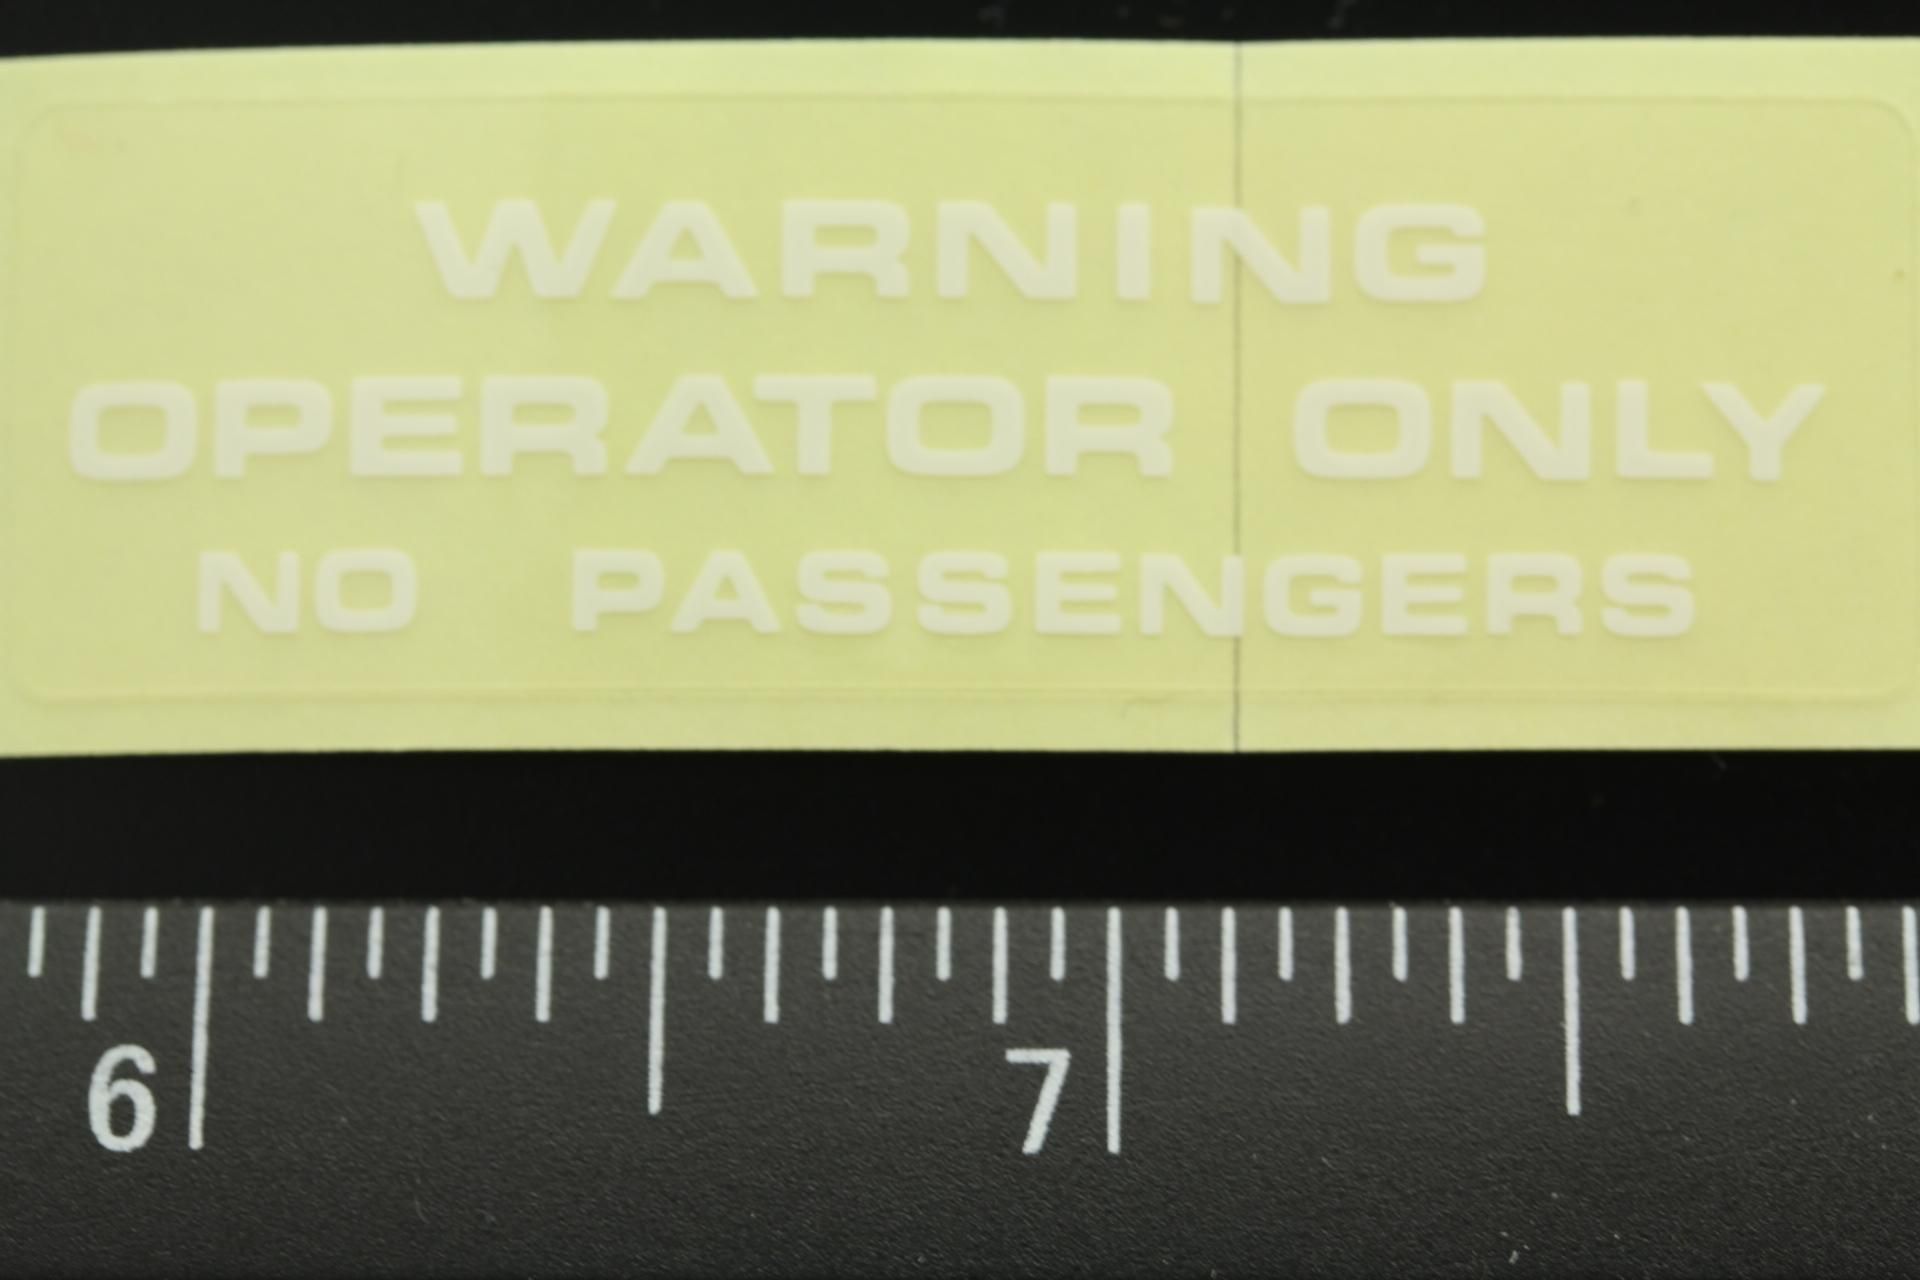 WARNING
OPERATOR ONLY
NO PASSENGERS
6 7